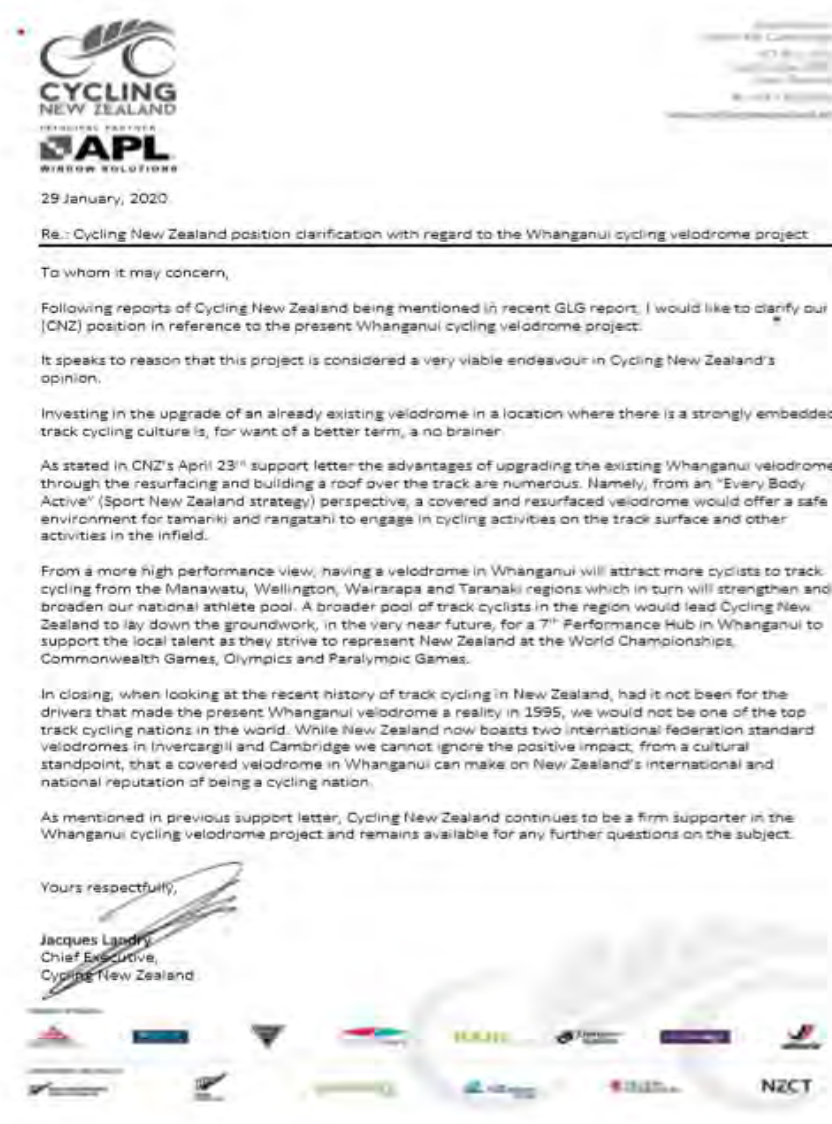 CYCLING
NEW ZEALAND
PRINCIPAL PARTNER
APL
WINDOW SOLUTIONS
29 January, 2020
Re.: Cycling New Zealand position clarification with regard to the Whanganui cycling velodrome project
To whom it may concern,
Following reports of Cycling New Zealand being mentioned in recent GLG report, I would like to clarify our
(CNZ) position in reference to the present Whanganui cycling velodrome project.
It speaks to reason that this project is considered a very viable endeavour in Cycling New Zealand's
opinion.
Investing in the upgrade of an already existing velodrome in a location where there is a strongly embedded
track cycling culture is, for want of a better term, a no brainer
As stated in CNZ's April 23rd support letter the advantages of upgrading the existing Whanganui velodrome
through the resurfacing and building a roof over the track are numerous. Namely, from an "Every Body
Active" (Sport New Zealand strategy) perspective, a covered and resurfaced velodrome would offer a safe
environment for tamariki and rangatahi to engage in cycling activities on the track surface and other
activities in the infield.
From a more high performance view, having a velodrome in Whanganui will attract more cyclists to track
cycling from the Manawatu, Wellington, Wairarapa and Taranaki regions which in turn will strengthen and
broaden our national athlete pool. A broader pool of track cyclists in the region would lead Cycling New
Zealand to lay down the groundwork, in the very near future, for a 7th Performance Hub in Whanganui to
support the local talent as they strive to represent New Zealand at the World Championships,
Commonwealth Games, Olympics and Paralympic Games.
In closing, when looking at the recent history of track cycling in New Zealand, had it not been for the
drivers that made the present Whanganui velodrome a reality in 1995, we would not be one of the top
track cycling nations in the world. While New Zealand now boasts two international federation standard
velodromes in Invercargill and Cambridge we cannot ignore the positive impact, from a cultural
standpoint, that a covered velodrome in Whanganui can make on New Zealand's international and
national reputation of being a cycling nation.
As mentioned in previous support letter, Cycling New Zealand continues to be a firm supporter in the
Whanganui cycling velodrome project and remains available for any further questions on the subject.
Yours respectfully,
Jacques Landry
Chief Executive,
Cycling New Zealand
NZCT